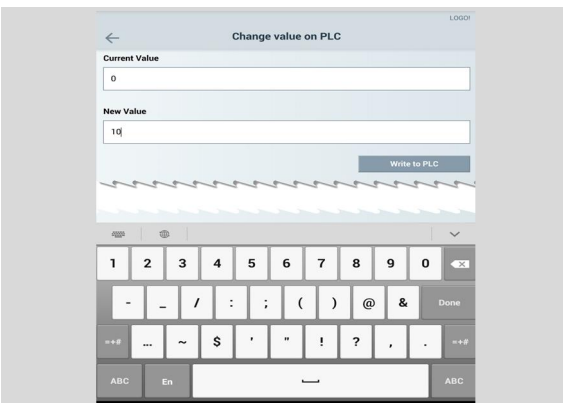 LOGO!
Change value on PLC
Current Value
0
New Value
10
Write to PLC
1 2 3 4 5 6 7 8 9 0
- _ / : ; ( ) @ & Done
=+# ... ~ $ ' " ! ? , . =+#
ABC En ABC